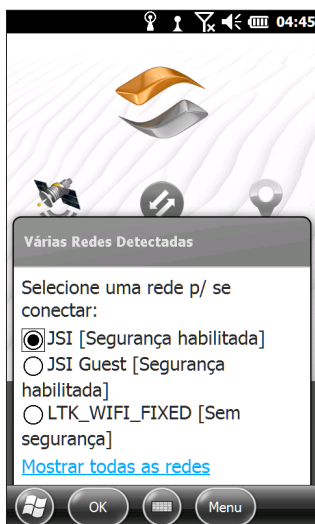 04:45
Várias Redes Detectadas
Selecione uma rede p/ se
conectar:
JSI [Segurança habilitada]
JSI Guest [Segurança
habilitada]
LTK_WIFI_FIXED [Sem
segurança]
Mostrar todas as redes
OK
Menu